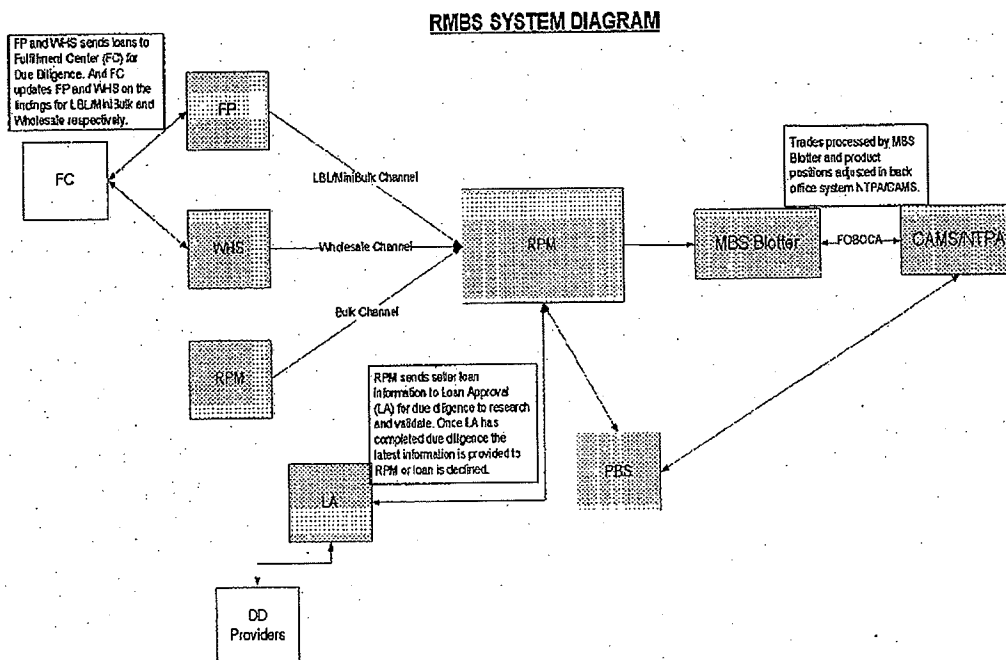 RMBS SYSTEM DIAGRAM
FP and WHS sends loans to
Fulfillment Center (FC) for
Due Diligence. And FC
updates FP and WHS on the
findings for LBL/MiniBulk and
Wholesale respectively.
FP
FC
LBL/MiniBulk Channel
Trades processed by MBS
Blotter and product
positions adjusted in back
office system NTPA/CAMS.
WHS
Wholesale Channel
RPM
MBS Blotter
FOBOCA
CAMS/NTPA
Bulk Channel
RPM
RPM sends seller loan
information to Loan Approval
(LA) for due diligence to research
and validate. Once LA has
completed due diligence the
latest information is provided to
RPM or loan is declined.
PBS
LA
DD
Providers